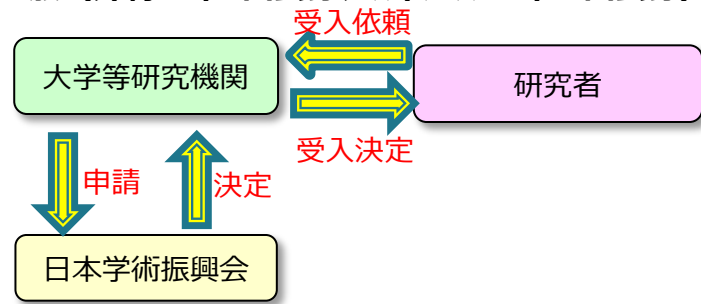 受入依頼
大学等研究機関
研究者
受入決定
申請
決定
日本学術振興会